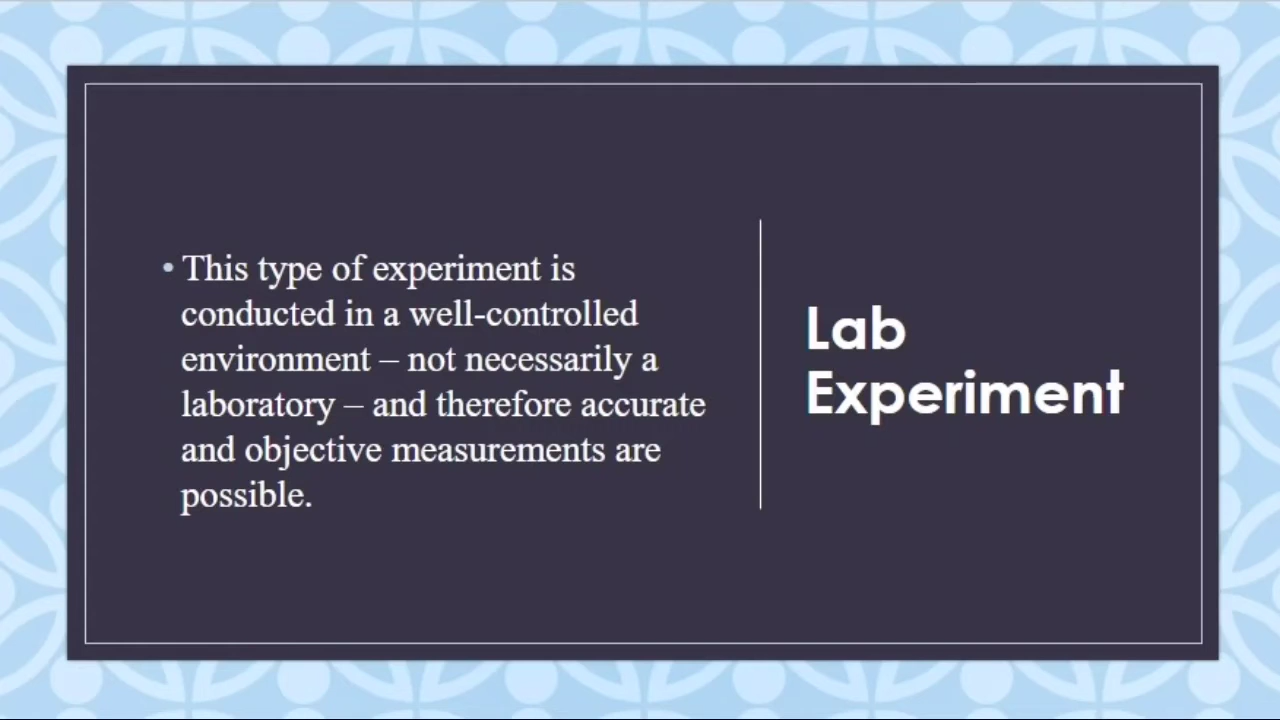 • This type of experiment is
conducted in a well-controlled
environment – not necessarily a
laboratory – and therefore accurate
and objective measurements are
possible.
Lab
Experiment